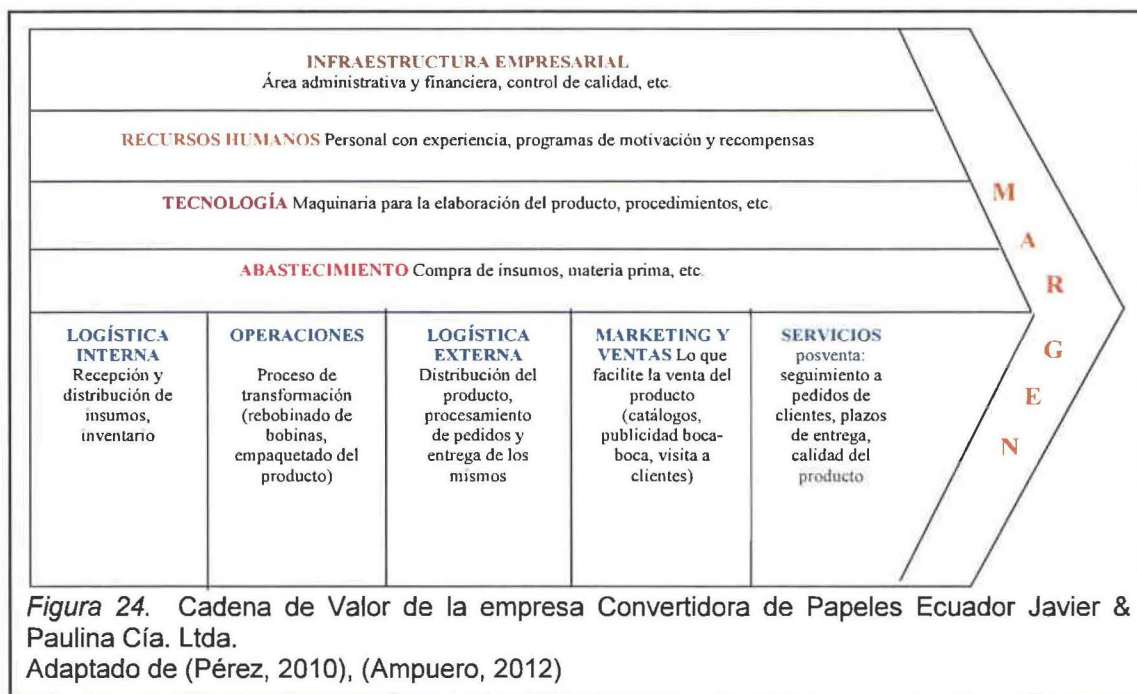 INFRAESTRUCTURA EMPRESARIAL
Área administrativa y financiera, control de calidad, etc.
RECURSOS HUMANOS Personal con experiencia, programas de motivación y recompensas
TECNOLOGÍA Maquinaria para la elaboración del producto, procedimientos, etc.
ABASTECIMIENTO Compra de insumos, materia prima, etc.
LOGÍSTICA
INTERNA
Recepción y
distribución de
insumos,
inventario
OPERACIONES
Proceso de
transformación
(rebobinado de
bobinas,
empaquetado del
producto)
LOGÍSTICA
EXTERNA
Distribución del
producto,
procesamiento
de pedidos y
entrega de los
mismos
MARKETING Y
VENTAS Lo que
facilite la venta del
producto
(catálogos,
publicidad boca-
boca, visita a
clientes)
SERVICIOS
posventa:
seguimiento a
pedidos de
clientes, plazos
de entrega,
calidad del
producto
M
A
R
G
E
N
Figura 24. Cadena de Valor de la empresa Convertidora de Papeles Ecuador Javier &
Paulina Cía. Ltda.
Adaptado de (Pérez, 2010), (Ampuero, 2012)